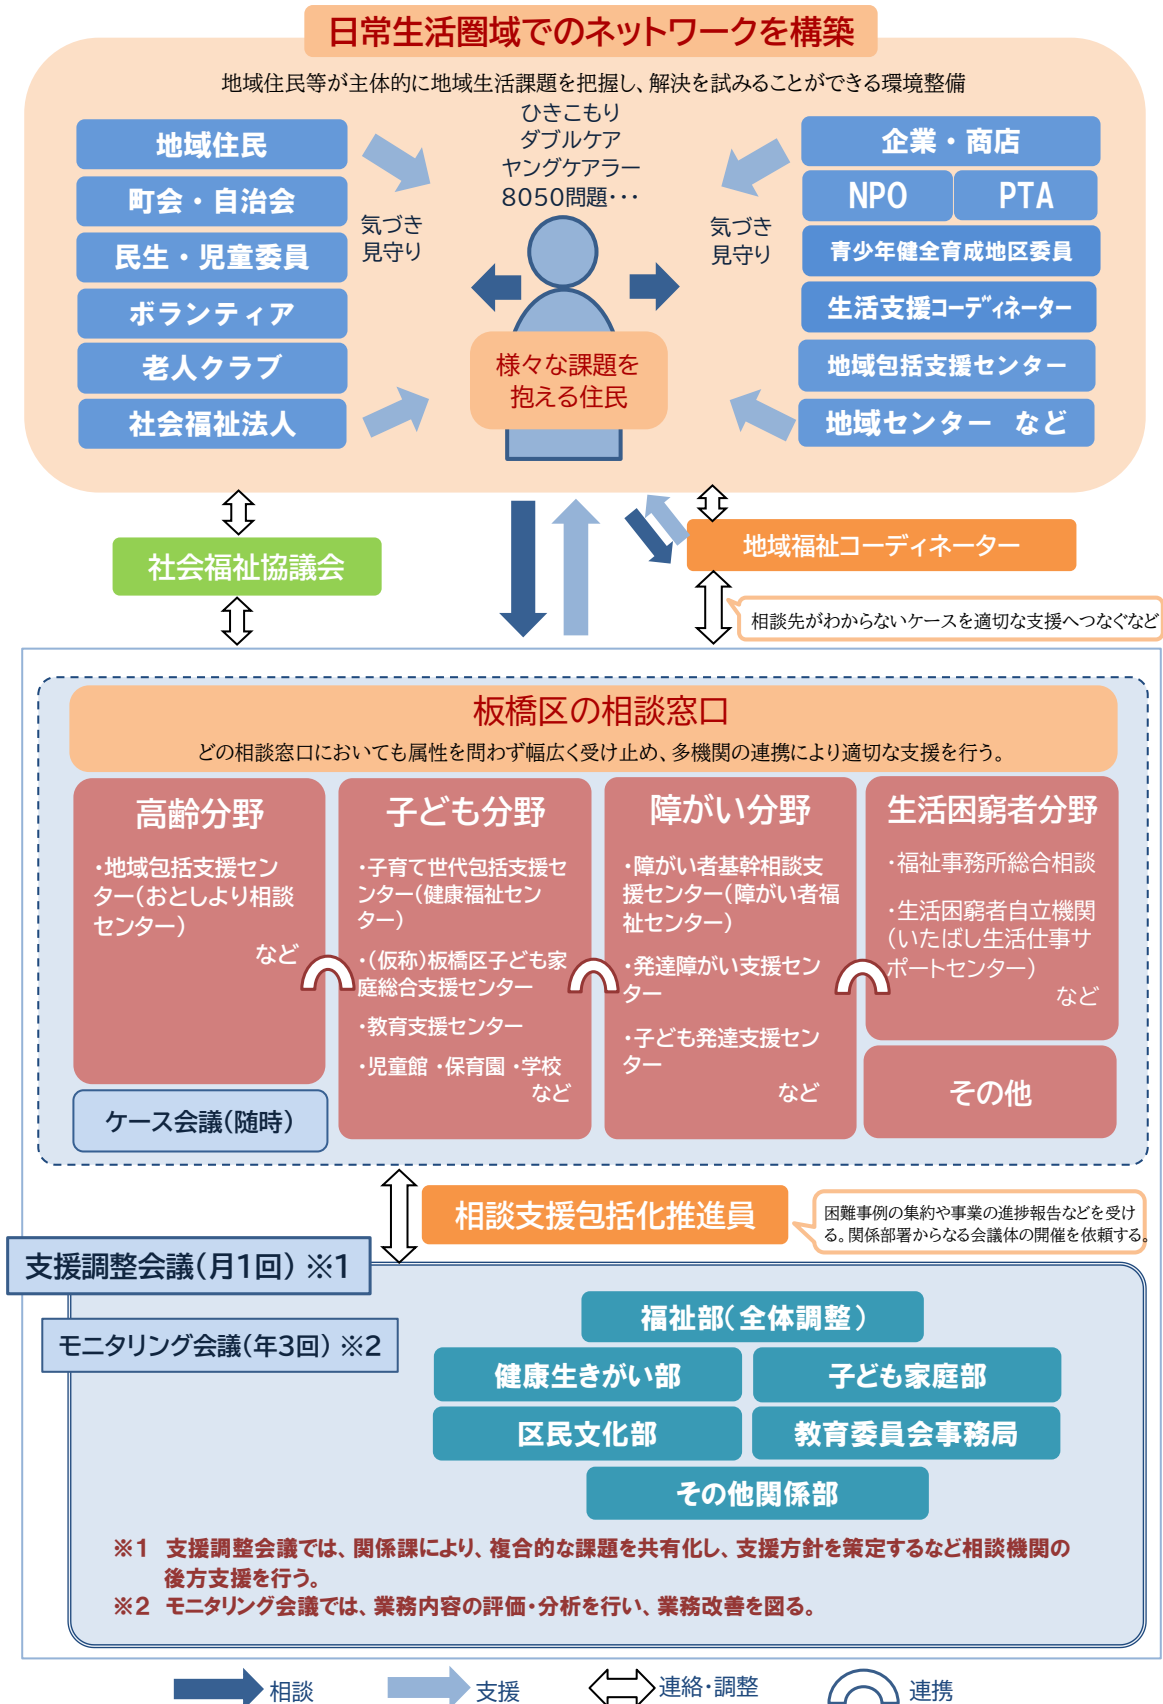 日常生活圏域でのネットワークを構築
地域住民等が主体的に地域生活課題を把握し、解決を試みることができる環境整備
ひきこもり
ダブルケア
ヤングケアラー
8050問題・・・
地域住民
町会・自治会
民生・児童委員
ボランティア
老人クラブ
社会福祉法人
気づき
見守り
気づき
見守り
企業・商店
NPO
PTA
青少年健全育成地区委員
生活支援コーディネーター
地域包括支援センター
地域センター など
様々な課題を
抱える住民
社会福祉協議会
地域福祉コーディネーター
相談先がわからないケースを適切な支援へつなぐなど
板橋区の相談窓口
どの相談窓口においても属性を問わず幅広く受け止め、多機関の連携により適切な支援を行う。
高齢分野
・地域包括支援セン
ター(おとしより相談
センター)
など
ケース会議(随時)
子ども分野
・子育て世代包括支援セ
ンター(健康福祉セン
ター)
・(仮称)板橋区子ども家
庭総合支援センター
・教育支援センター
・児童館・保育園・学校
など
障がい分野
・障がい者基幹相談支
援センター(障がい者福
祉センター)
・発達障がい支援セン
ター
・子ども発達支援セン
ター
など
生活困窮者分野
・福祉事務所総合相談
・生活困窮者自立機関
(いたばし生活仕事サ
ポートセンター)
など
その他
相談支援包括化推進員
困難事例の集約や事業の進捗報告などを受け
る。関係部署からなる会議体の開催を依頼する。
支援調整会議(月1回) ※1
モニタリング会議(年3回) ※2
福祉部(全体調整)
健康生きがい部
子ども家庭部
区民文化部
教育委員会事務局
その他関係部
※1 支援調整会議では、関係課により、複合的な課題を共有化し、支援方針を策定するなど相談機関の
後方支援を行う。
※2 モニタリング会議では、業務内容の評価・分析を行い、業務改善を図る。
相談
支援
連絡・調整
連携